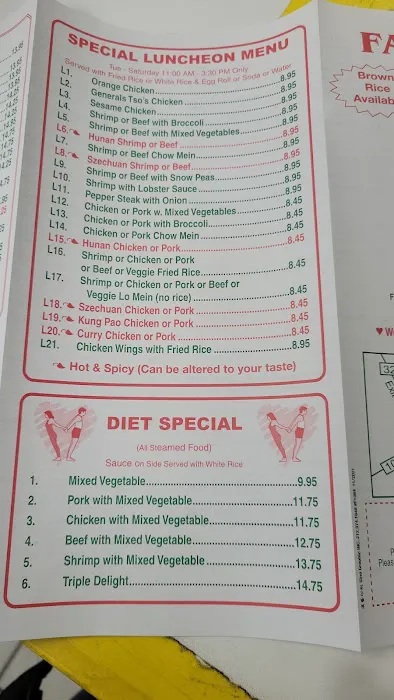 SPECIAL LUNCHEON MENU
Tue - Saturday 11:00 AM - 3:30 PM Only
Served with Fried Rice or White Rice & Egg Roll or Soda or Water
L1. Orange Chicken 8.95
L2. Generals Tso's Chicken 8.95
L3. Sesame Chicken 8.95
L4. Shrimp or Beef with Broccoli 8.95
L5. Shrimp or Beef with Mixed Vegetables 8.95
L6. Hunan Shrimp or Beef 8.95
L7. Shrimp or Beef Chow Mein 8.95
L8. Szechuan Shrimp or Beef 8.95
L9. Shrimp or Beef with Snow Peas 8.95
L10. Shrimp with Lobster Sauce 8.95
L11. Pepper Steak with Onion 8.95
L12. Chicken or Pork w. Mixed Vegetables 8.45
L13. Chicken or Pork with Broccoli 8.45
L14. Chicken or Pork Chow Mein 8.45
L15. Hunan Chicken or Pork 8.45
L16. Shrimp or Chicken or Pork
or Beef or Veggie Fried Rice 8.45
L17. Shrimp or Chicken or Pork or Beef or
Veggie Lo Mein (no rice) 8.45
L18. Szechuan Chicken or Pork 8.45
L19. Kung Pao Chicken or Pork 8.45
L20. Curry Chicken or Pork 8.45
L21. Chicken Wings with Fried Rice 8.95
Hot & Spicy (Can be altered to your taste)
DIET SPECIAL
(All Steamed Food)
Sauce on Side Served with White Rice
1. Mixed Vegetable 9.95
2. Pork with Mixed Vegetable 11.75
3. Chicken with Mixed Vegetable 11.75
4. Beef with Mixed Vegetable 12.75
5. Shrimp with Mixed Vegetable 13.75
6. Triple Delight 14.75
FA
Brown
Rice
Availab